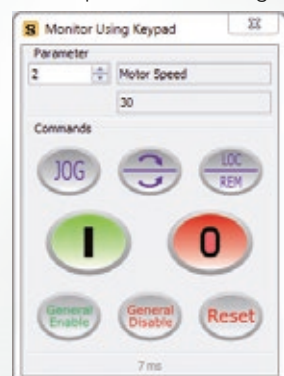 Monitor Using Keypad
Parameter
2 Motor Speed
30
Commands
JOG
LOC
REM
I O
General Enable
General Disable
Reset
7 ms